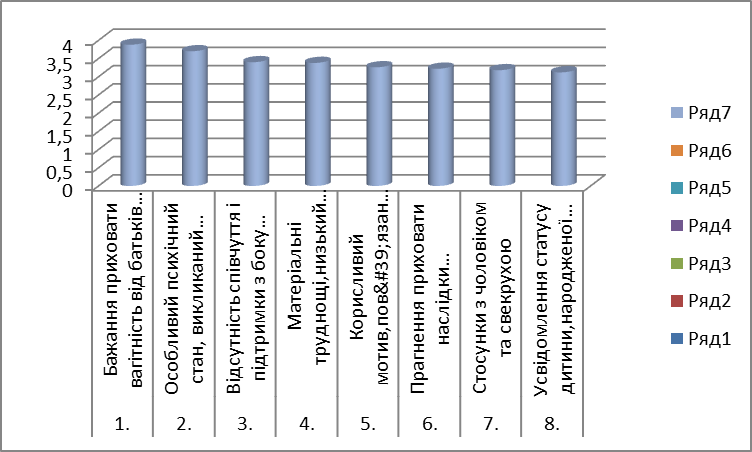 4
3,5
3
2,5
2
1,5
1
0,5
0
Бажання приховати
вагітність від батьків…
Особливий психічний
стан, викликаний…
Відсутність співчуття і
підтримки з боку…
Матеріальні
труднощі,низький…
Корисливий
мотив,пов&#39;язан…
Прагнення приховати
наслідки…
Стосунки з чоловіком
та свекрухою
Усвідомлення статусу
дитини,народженої…
1.
2.
3.
4.
5.
6.
7.
8.
Ряд7
Ряд6
Ряд5
Ряд4
Ряд3
Ряд2
Ряд1